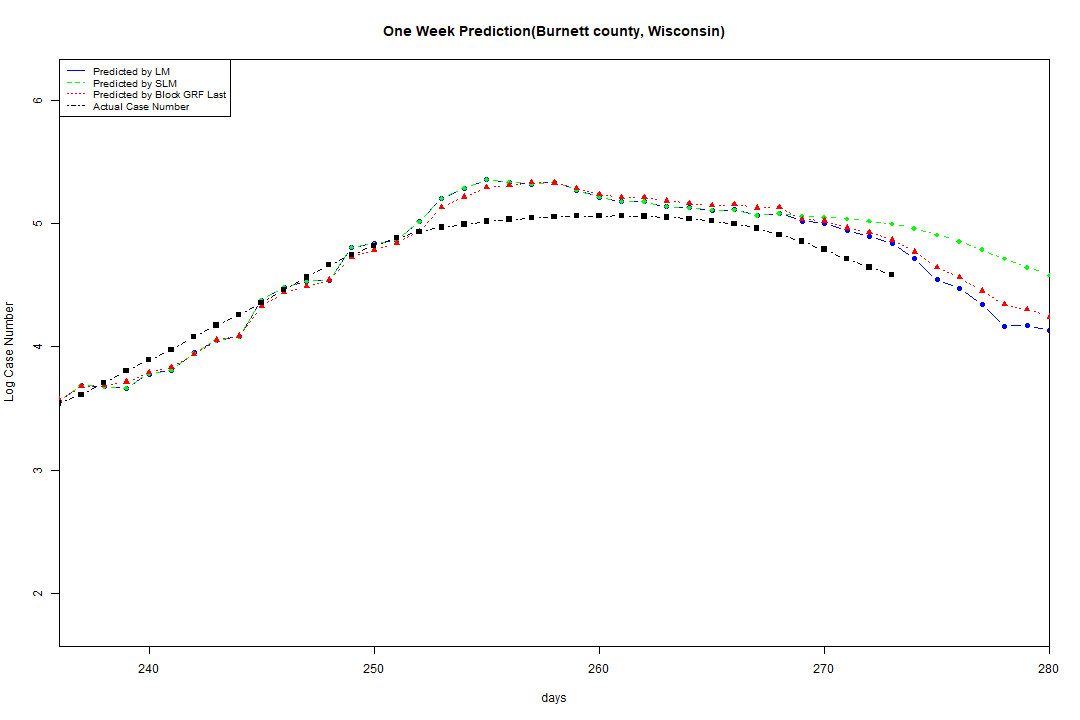 One Week Prediction(Burnett county, Wisconsin)
Predicted by LM
Predicted by SLM
Predicted by Block GRF Last
Actual Case Number
6
5
4
3
2
Log Case Number
240
250
260
270
280
days